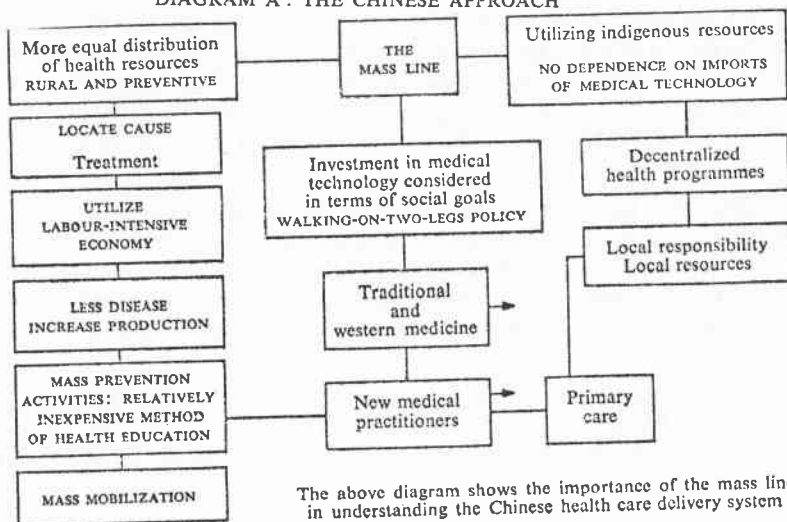 DIAGRAM A : THE CHINESE APPROACH
More equal distribution
of health resources
RURAL AND PREVENTIVE
THE
MASS LINE
Utilizing indigenous resources
NO DEPENDENCE ON IMPORTS
OF MEDICAL TECHNOLOGY
LOCATE CAUSE
Treatment
Investment in medical
technology considered
in terms of social goals
WALKING-ON-TWO-LEGS POLICY
Decentralized
health programmes
UTILIZE
LABOUR-INTENSIVE
ECONOMY
Local responsibility
Local resources
LESS DISEASE
INCREASE PRODUCTION
Traditional
and
western medicine
MASS PREVENTION
ACTIVITIES: RELATIVELY
INEXPENSIVE METHOD
OF HEALTH EDUCATION
New medical
practitioners
Primary
care
MASS MOBILIZATION
The above diagram shows the importance of the mass line
in understanding the Chinese health care delivery system